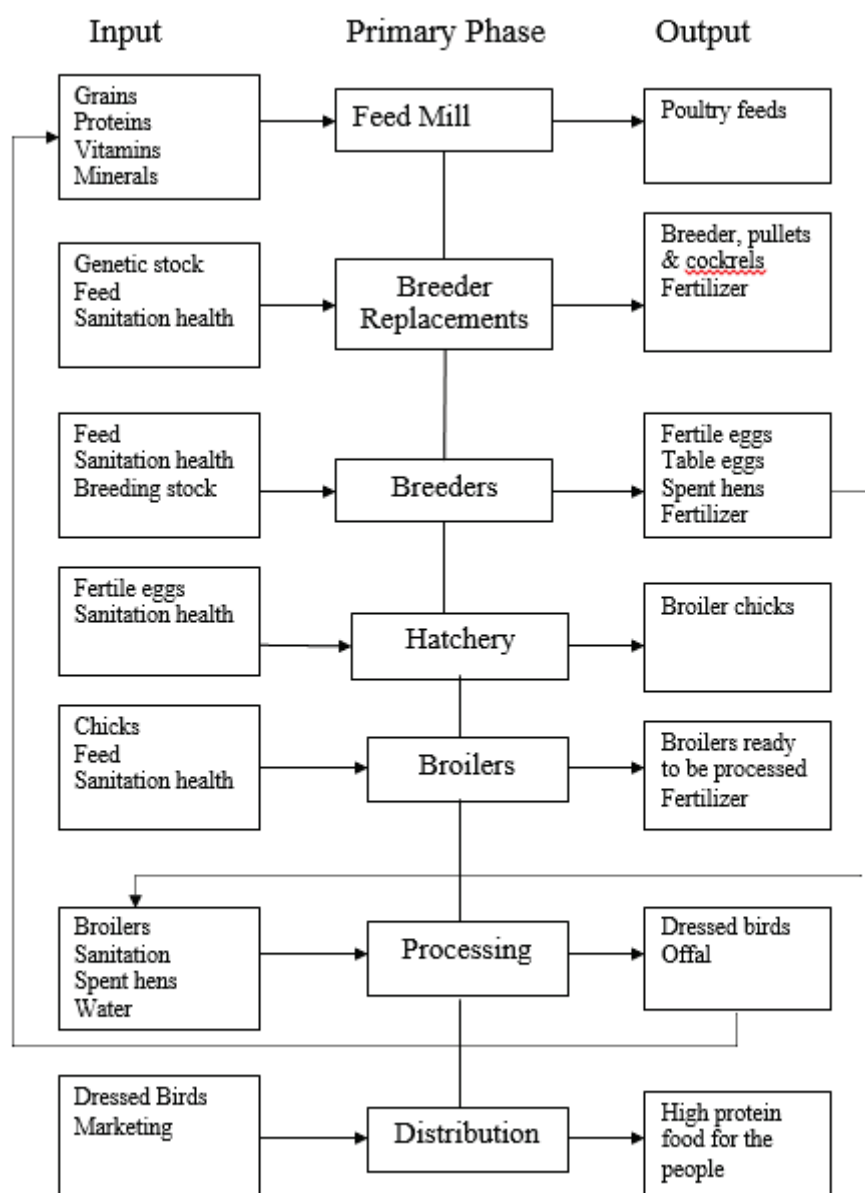 Input
Primary Phase
Output
Grains
Proteins
Vitamins
Minerals
Feed Mill
Poultry feeds
Genetic stock
Feed
Sanitation health
Breeder
Replacements
Breeder, pullets
& cockrels
Fertilizer
Feed
Sanitation health
Breeding stock
Breeders
Fertile eggs
Table eggs
Spent hens
Fertilizer
Fertile eggs
Sanitation health
Hatchery
Broiler chicks
Chicks
Feed
Sanitation health
Broilers
Broilers ready
to be processed
Fertilizer
Broilers
Sanitation
Spent hens
Water
Processing
Dressed birds
Offal
Dressed Birds
Marketing
Distribution
High protein
food for the
people